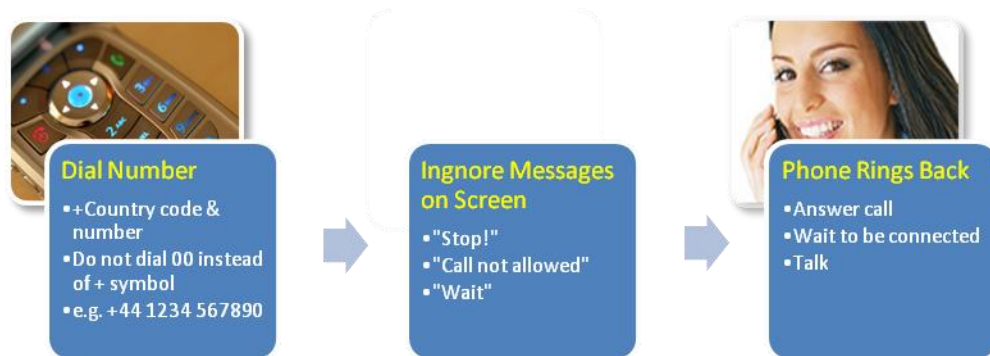 Dial Number
•+Country code &
number
•Do not dial 00 instead
of + symbol
•e.g. +44 1234 567890
Ingnore Messages
on Screen
•"Stop!"
•"Call not allowed"
•"Wait"
Phone Rings Back
•Answer call
•Wait to be connected
•Talk